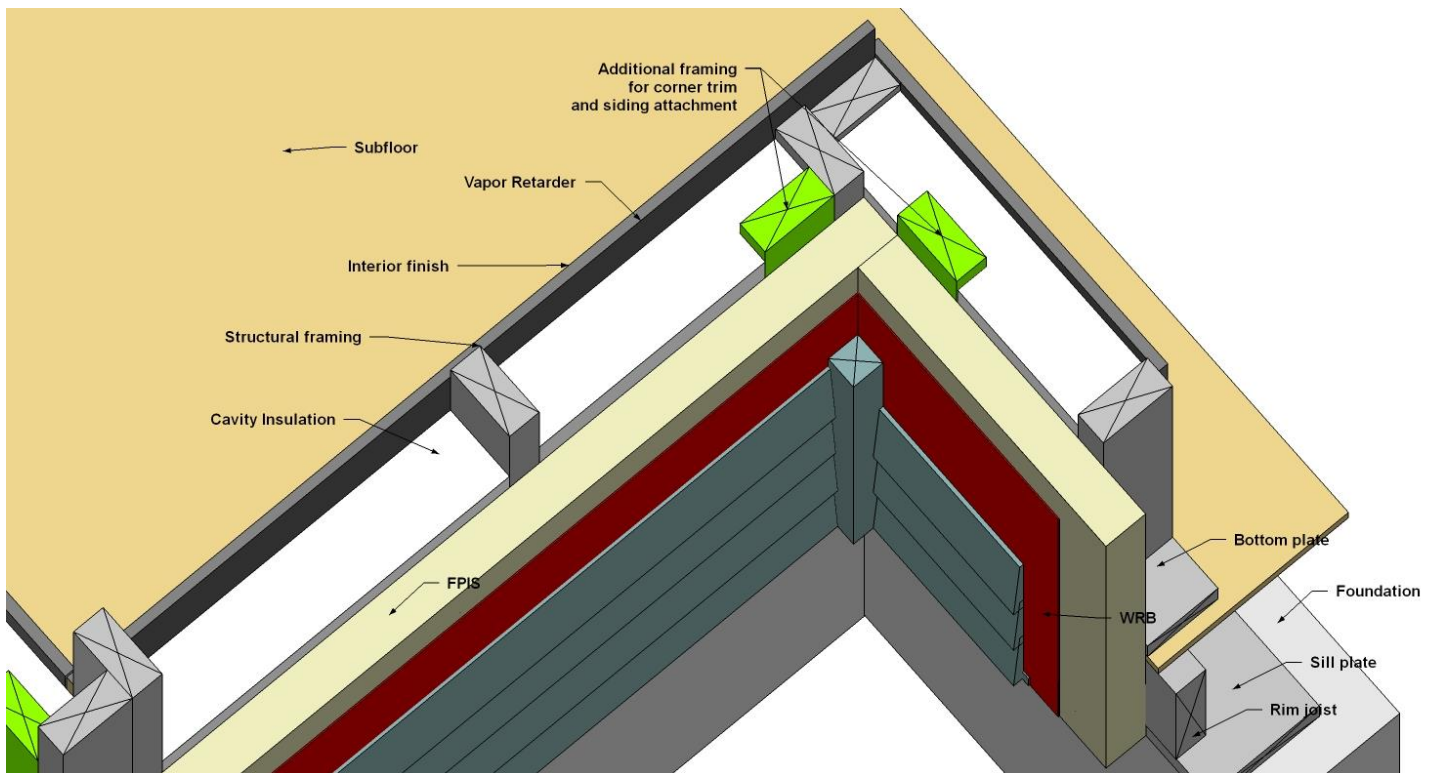 Additional framing
for corner trim
and siding attachment
Subfloor
Vapor Retarder
Interior finish
Structural framing
Cavity Insulation
FPIS
Bottom plate
Foundation
WRB
Sill plate
Rim joist